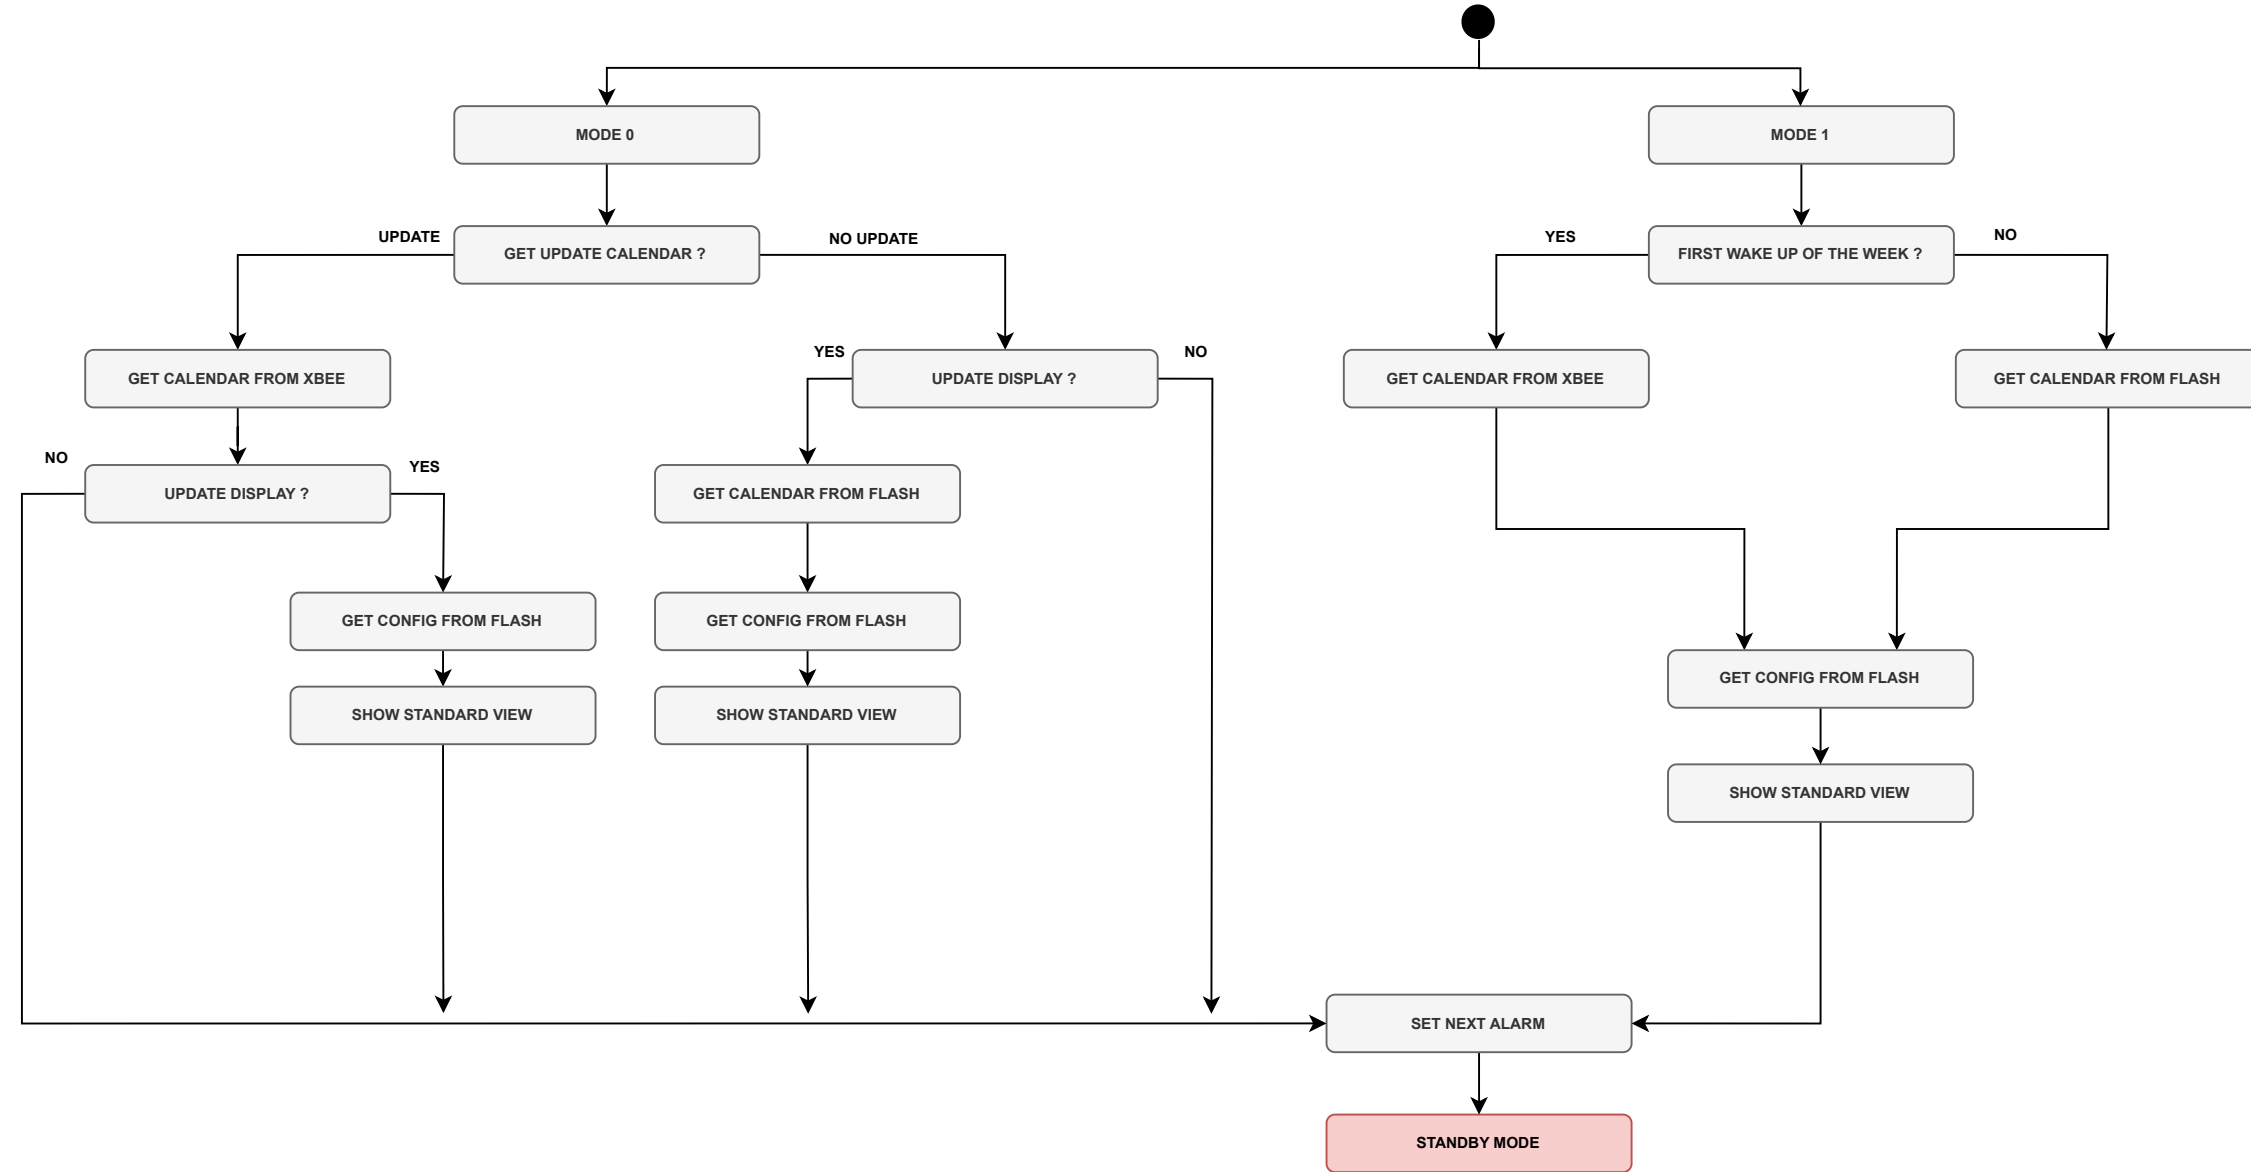 MODE 0
MODE 1
UPDATE
GET UPDATE CALENDAR ?
NO UPDATE
YES
FIRST WAKE UP OF THE WEEK ?
NO
GET CALENDAR FROM XBEE
YES
UPDATE DISPLAY ?
NO
GET CALENDAR FROM XBEE
GET CALENDAR FROM FLASH
NO
UPDATE DISPLAY ?
YES
GET CALENDAR FROM FLASH
GET CONFIG FROM FLASH
GET CONFIG FROM FLASH
GET CONFIG FROM FLASH
SHOW STANDARD VIEW
SHOW STANDARD VIEW
SHOW STANDARD VIEW
SET NEXT ALARM
STANDBY MODE